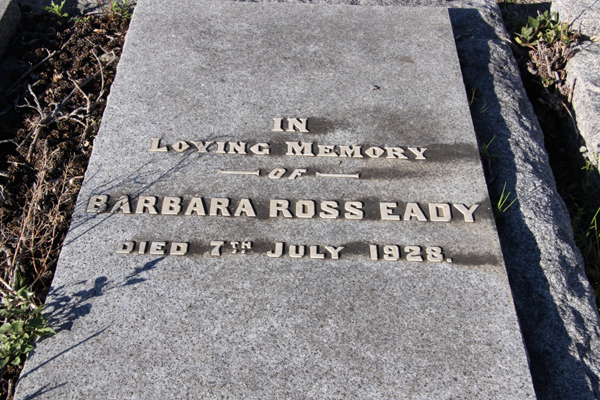 IN
LOVING MEMORY
OF
BARBARA ROSS EADY
DIED 7TH JULY 1928.